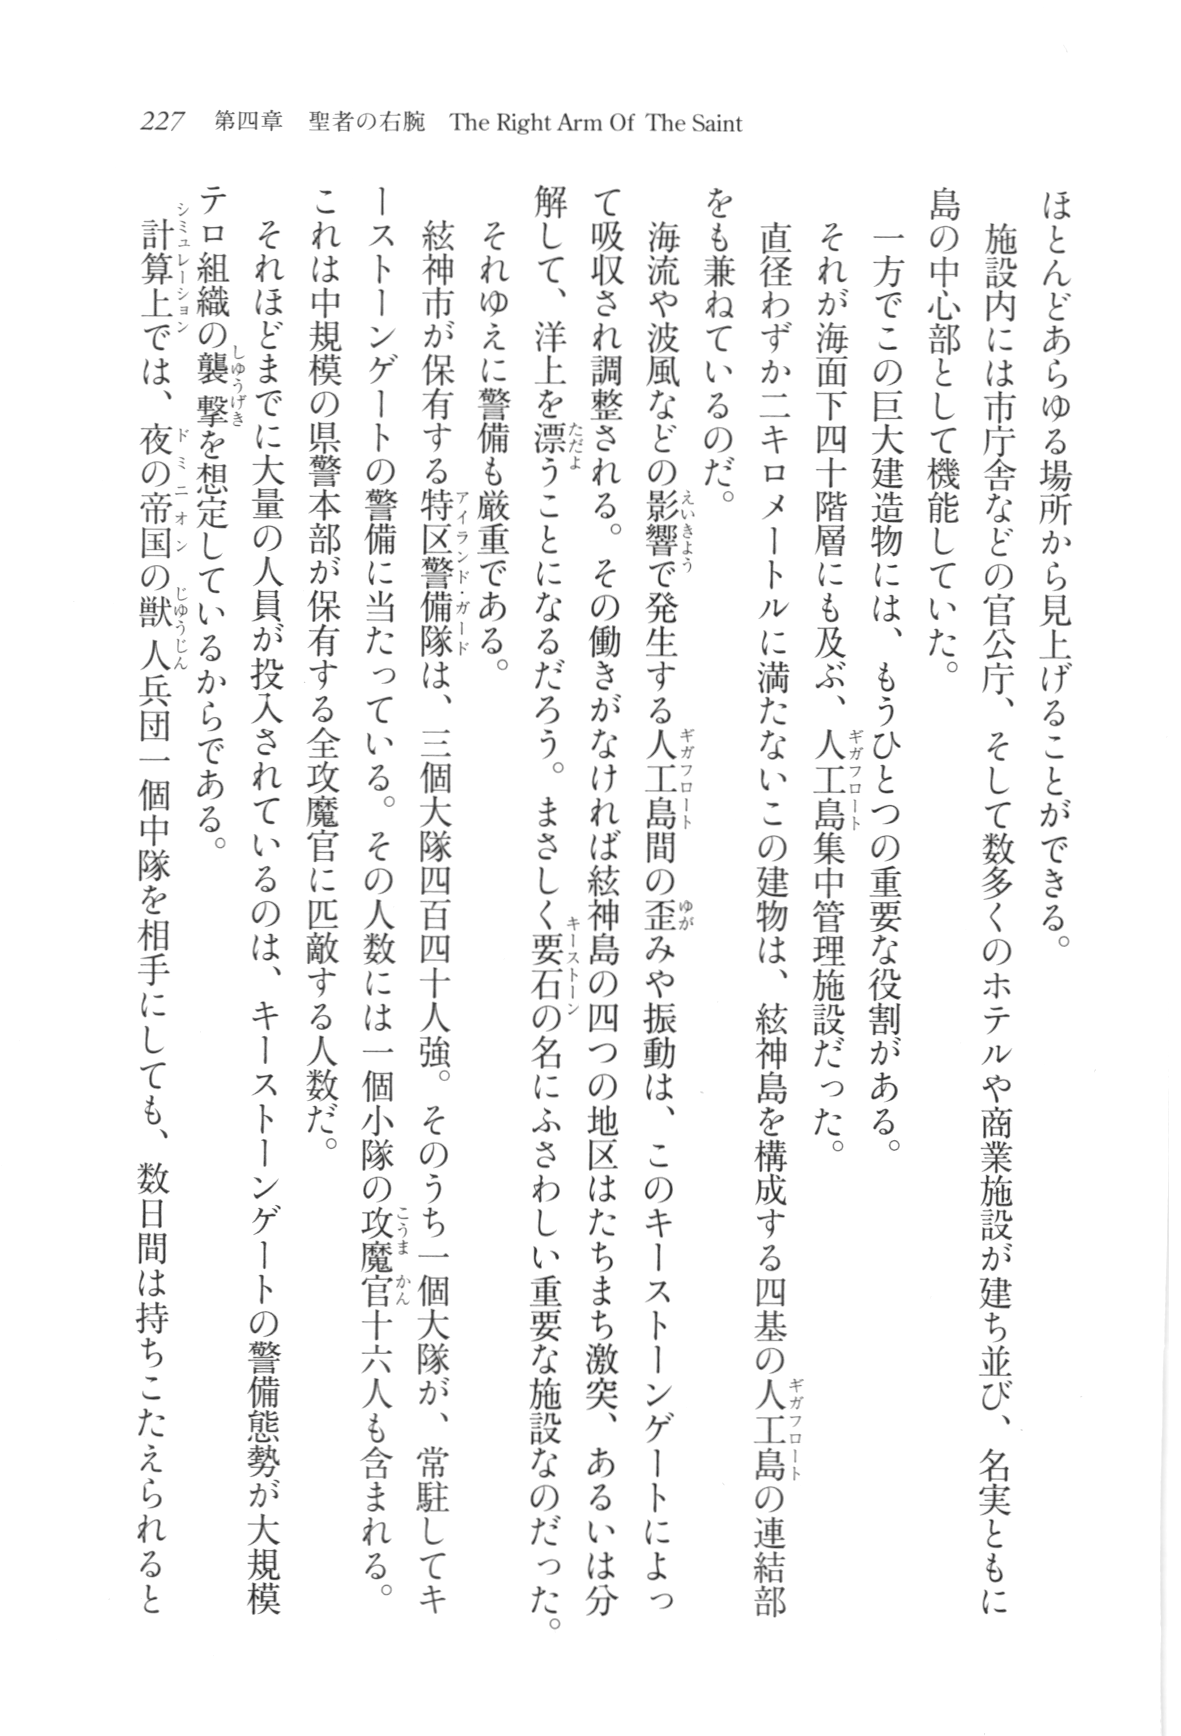 227 第四章 聖者の右腕 The Right Arm Of The Saint
ほとんどあらゆる場所から見上げることができる。
施設内には市庁舎などの官公庁、そして数多くのホテルや商業施設が建ち並び、名実ともに
島の中心部として機能していた。
一方でこの巨大建造物には、もうひとつの重要な役割がある。
それが海面下四十階層にも及ぶ、人工島集中管理施設だった。
直径わずか二キロメートルに満たないこの建物は、絃神島を構成する四基の人工島の連結部
をも兼ねているのだ。
海流や波風などの影響で発生する人工島間の歪みや振動は、このキーストーンゲートによっ
て吸収され調整される。その働きがなければ絃神島の四つの地区はたちまち激突、あるいは分
解して、洋上を漂うことになるだろう。まさしく要石の名にふさわしい重要な施設なのだった。
それゆえに警備も厳重である。
絃神市が保有する特区警備隊は、三個大隊四百四十人強。そのうち一個大隊が、常駐してキ
ーストーンゲートの警備に当たっている。その人数には一個小隊の攻魔官十六人も含まれる。
これは中規模の県警本部が保有する全攻魔官に匹敵する人数だ。
それほどまでに大量の人員が投入されているのは、キーストーンゲートの警備態勢が大規模
テロ組織の襲撃を想定しているからである。
計算上では、夜の帝国の獣人兵団一個中隊を相手にしても、数日間は持ちこたえられると